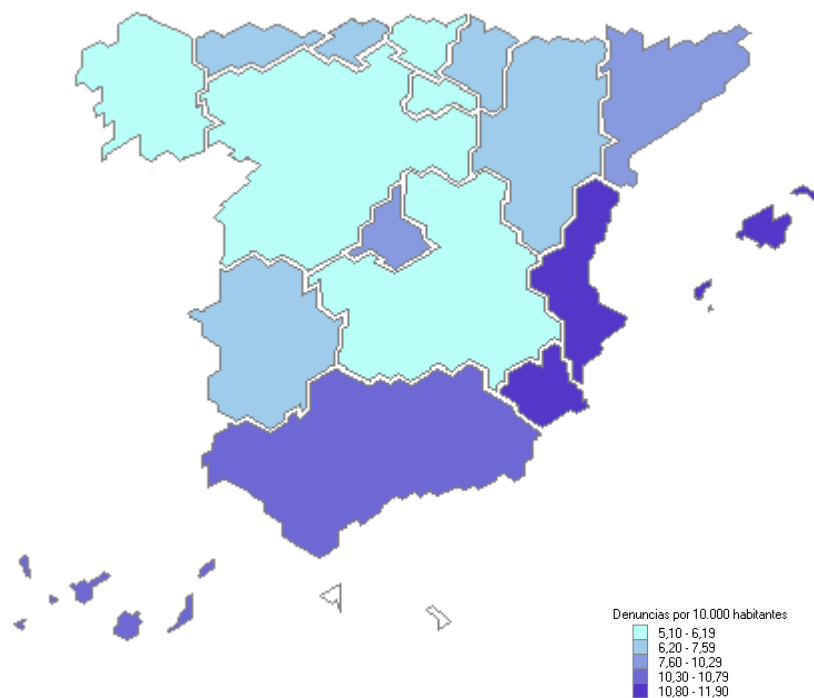 Denuncias por 10.000 habitantes
5,10 - 6,19
6,20 - 7,59
7,60 - 10,29
10,30 - 10,79
10,80 - 11,90